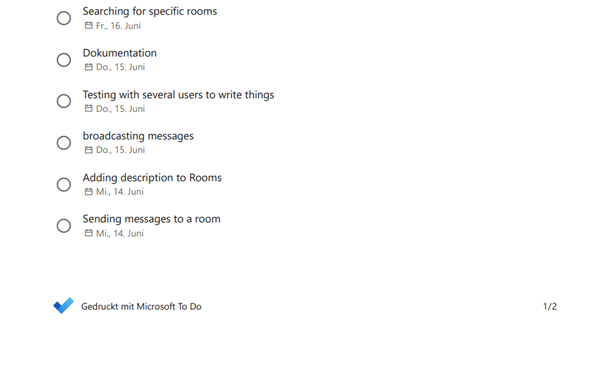 Searching for specific rooms
Fr., 16. Juni
Dokumentation
Do., 15. Juni
Testing with several users to write things
Do., 15. Juni
broadcasting messages
Do., 15. Juni
Adding description to Rooms
Mi., 14. Juni
Sending messages to a room
Mi., 14. Juni
Gedruckt mit Microsoft To Do 1/2